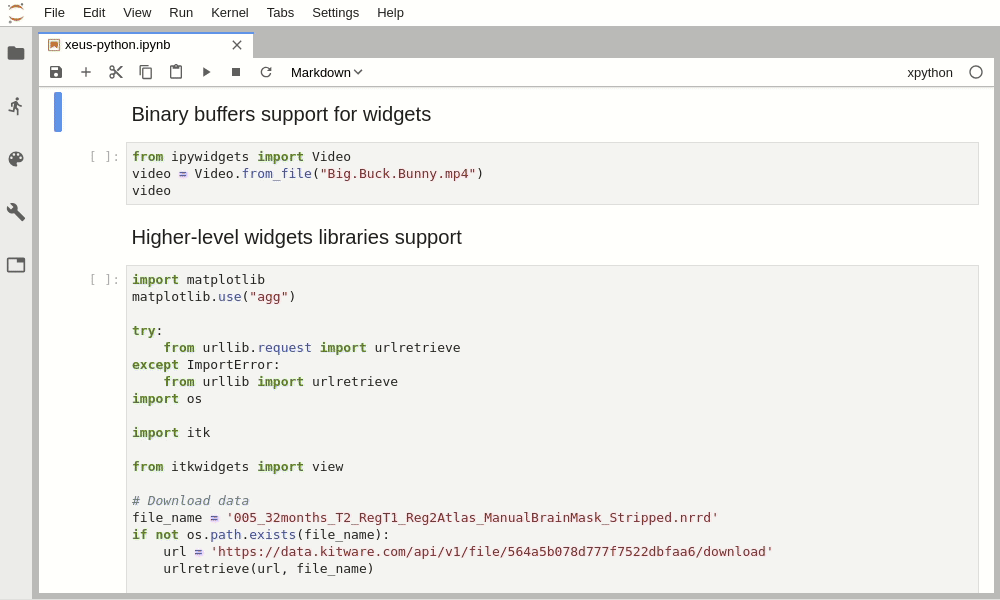 File Edit View Run Kernel Tabs Settings Help
xeus-python.ipynb
Markdown
xpython
Binary buffers support for widgets
[ ]:
from ipywidgets import Video
video = Video.from_file("Big.Buck.Bunny.mp4")
video
Higher-level widgets libraries support
[ ]:
import matplotlib
matplotlib.use("agg")
try:
    from urllib.request import urlretrieve
except ImportError:
    from urllib import urlretrieve
import os
import itk
from itkwidgets import view
# Download data
file_name = '005_32months_T2_RegT1_Reg2Atlas_ManualBrainMask_Stripped.nrrd'
if not os.path.exists(file_name):
    url = 'https://data.kitware.com/api/v1/file/564a5b078d777f7522dbfaa6/download'
    urlretrieve(url, file_name)